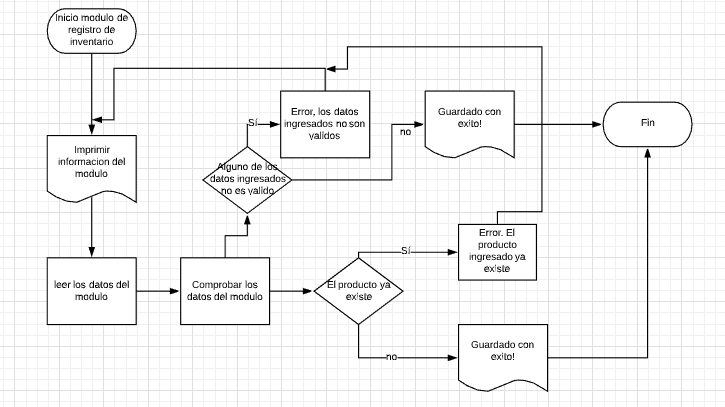 Inicio modulo de
registro de
inventario
Imprimir
informacion del
modulo
leer los datos del
modulo
Comprobar los
datos del modulo
Alguno de los
datos ingresados
no es valido
Sí
Error, los datos
ingresados no son
validos
no
Guardado con
exito!
Fin
El producto ya
existe
Sí
Error. El
producto
ingresado ya
existe
no
Guardado con
exito!